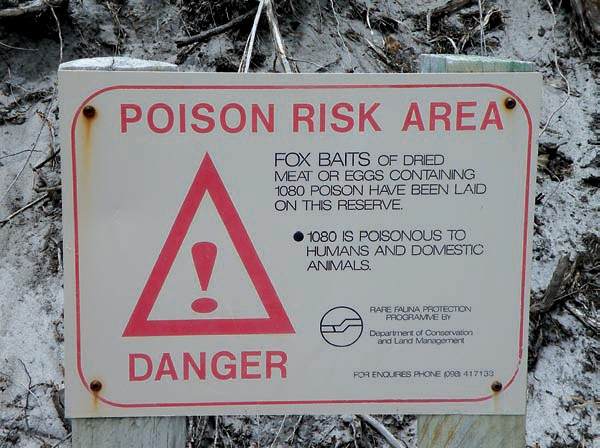 POISON RISK AREA
FOX BAITS OF DRIED
MEAT OR EGGS CONTAINING
1080 POISON HAVE BEEN LAID
ON THIS RESERVE.
● 1080 IS POISONOUS TO
HUMANS AND DOMESTIC
ANIMALS.
!
DANGER
RARE FAUNA PROTECTION
PROGRAMME BY
Department of Conservation
and Land Management
FOR ENQUIRES PHONE (098) 417133